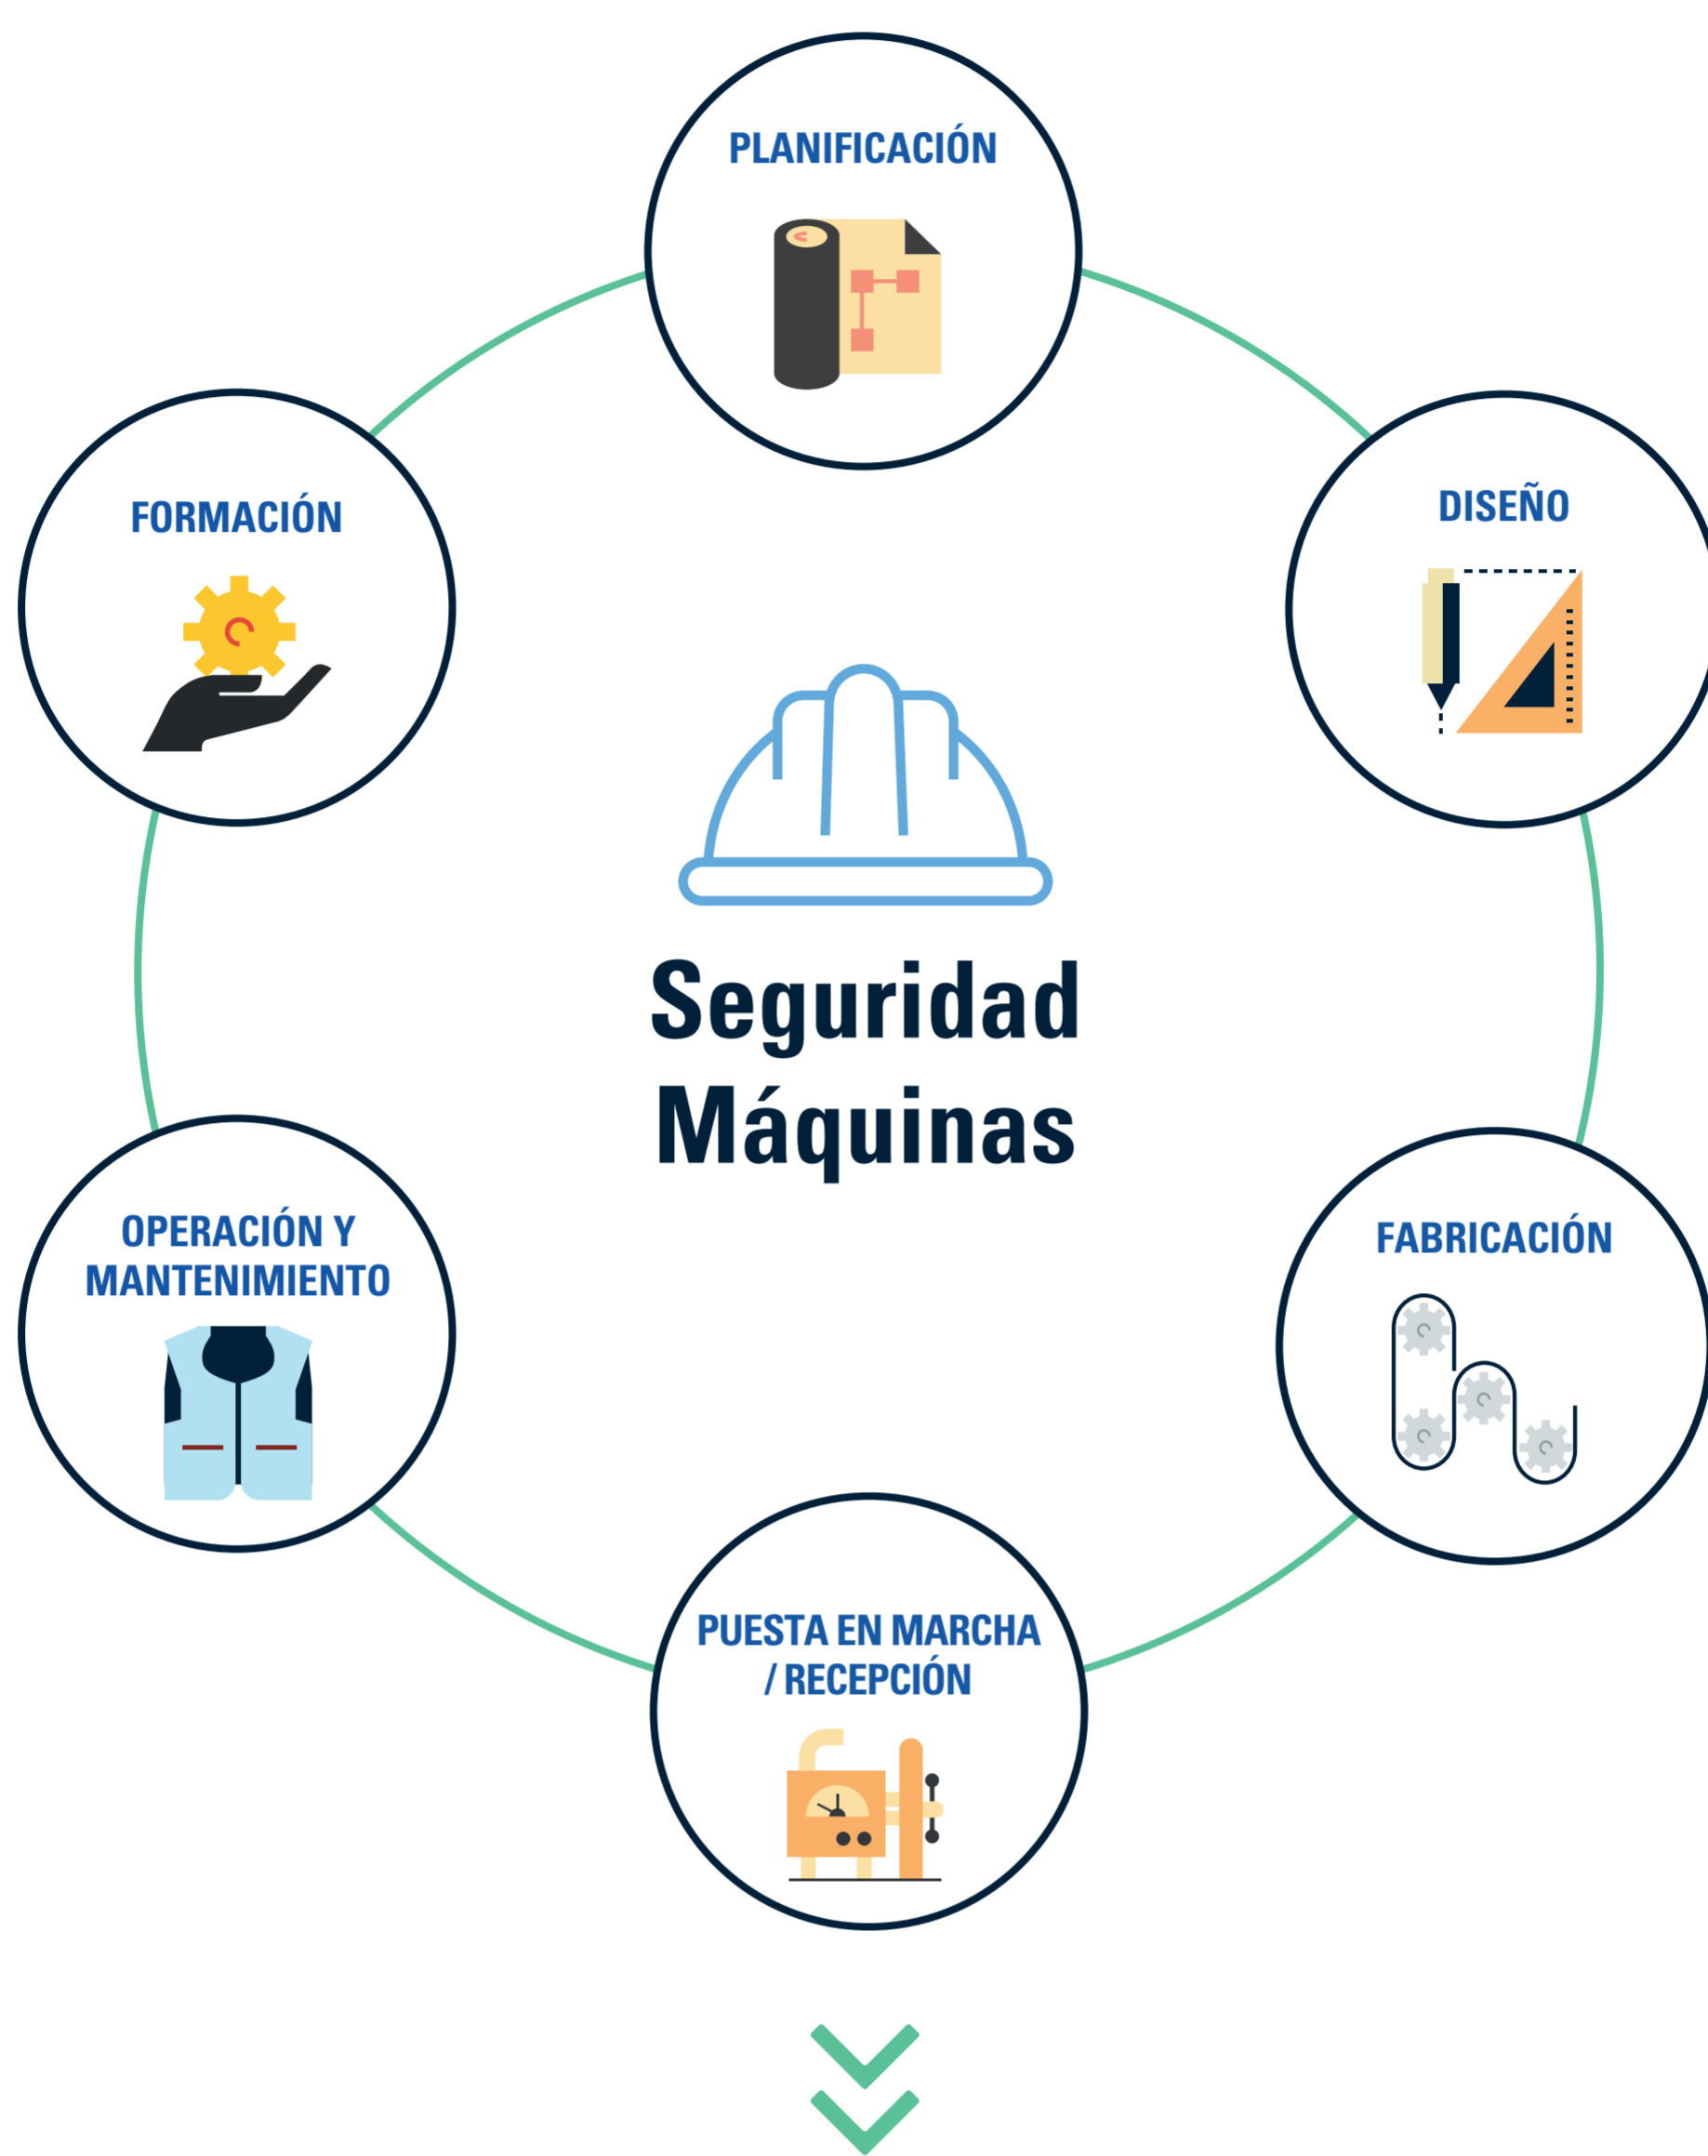 PLANIFICACIÓN
DISEÑO
FABRICACIÓN
PUESTA EN MARCHA
/ RECEPCIÓN
OPERACIÓN Y
MANTENIMIENTO
FORMACIÓN
Seguridad
Máquinas